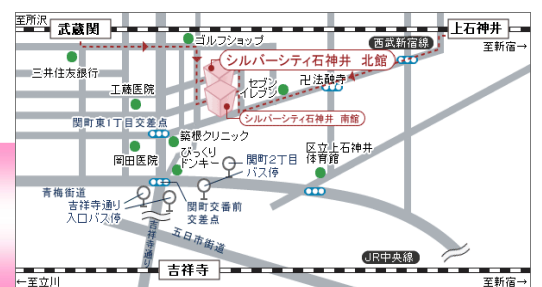 至所沢
武蔵関
ゴルフショップ
西武新宿線
上石神井
至新宿→
三井住友銀行
シルバーシティ石神井 北館
工藤医院
セブン
イレブン
卍法融寺
シルバーシティ石神井 南館
関町東1丁目交差点
築根クリニック
岡田医院
びっくり
ドンキー
関町2丁目
バス停
区立上石神井
体育館
青梅街道
吉祥寺通り
入口バス停
関町交番前
交差点
吉祥寺通り
五日市街道
JR中央線
吉祥寺
←至立川
至新宿→